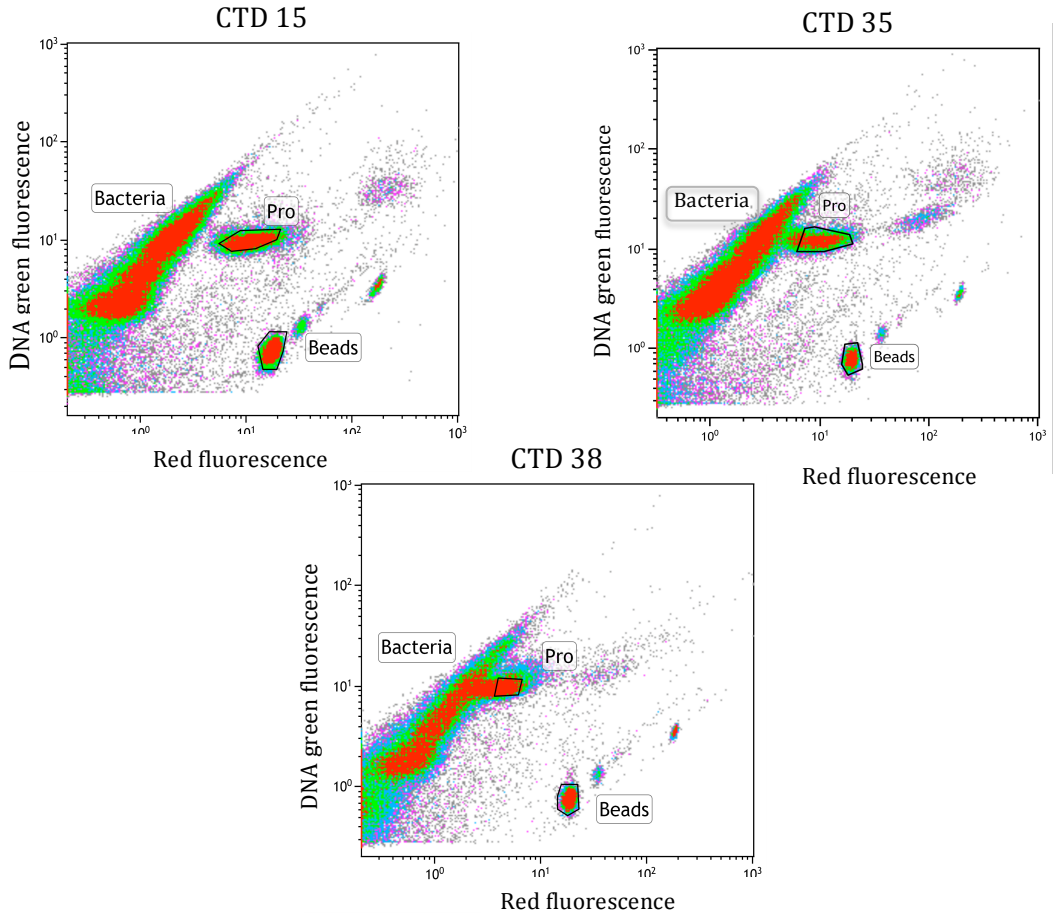 CTD 15
10³
10²
10¹
10⁰
DNA green fluorescence
Bacteria
Pro
Beads
10⁰
10¹
10²
10³
Red fluorescence
CTD 35
10³
10²
10¹
10⁰
DNA green fluorescence
Bacteria
Pro
Beads
10⁰
10¹
10²
10³
Red fluorescence
CTD 38
10³
10²
10¹
10⁰
DNA green fluorescence
Bacteria
Pro
Beads
10⁰
10¹
10²
10³
Red fluorescence